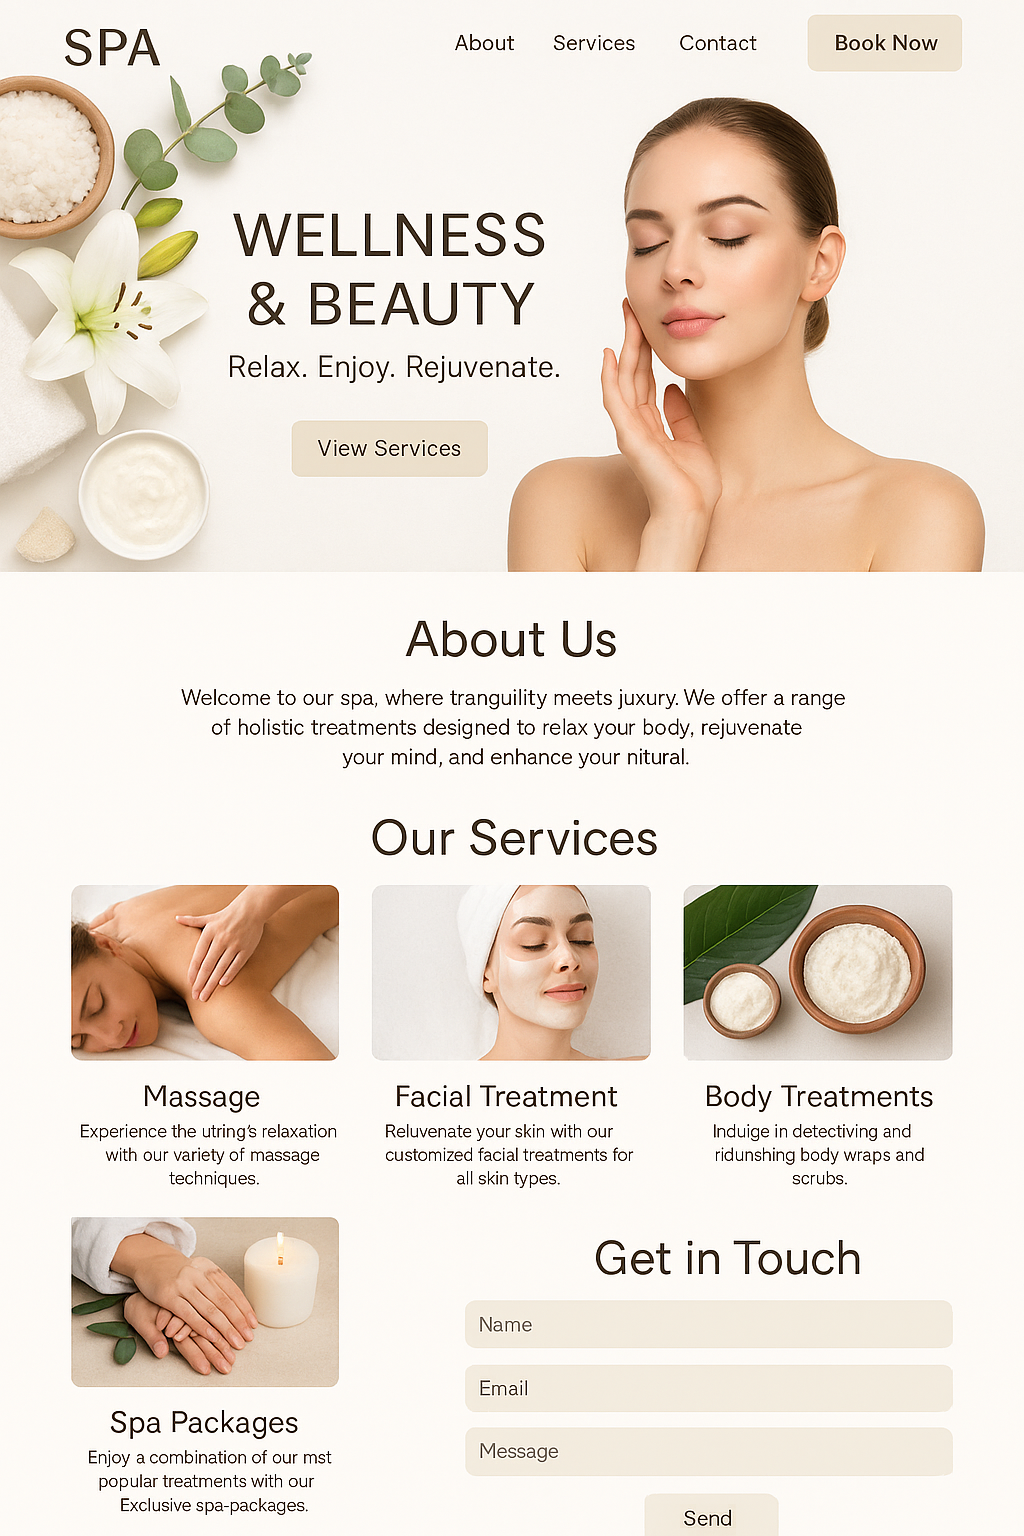 SPA
About
Services
Contact
Book Now
WELLNESS
& BEAUTY
Relax. Enjoy. Rejuvenate.
View Services
About Us
Welcome to our spa, where tranguility meets juxury. We offer a range
of holistic treatments designed to relax your body, rejuvenate
your mind, and enhance your nitural.
Our Services
Massage
Experience the utring's relaxation
with our variety of massage
techniques.
Facial Treatment
Reluvenate your skin with our
customized facial treatments for
all skin types.
Body Treatments
Induige in detectiving and
ridunshing body wraps and
scrubs.
Spa Packages
Enjoy a combination of our mst
popular treatments with our
Exclusive spa-packages.
Get in Touch
Name
Email
Message
Send